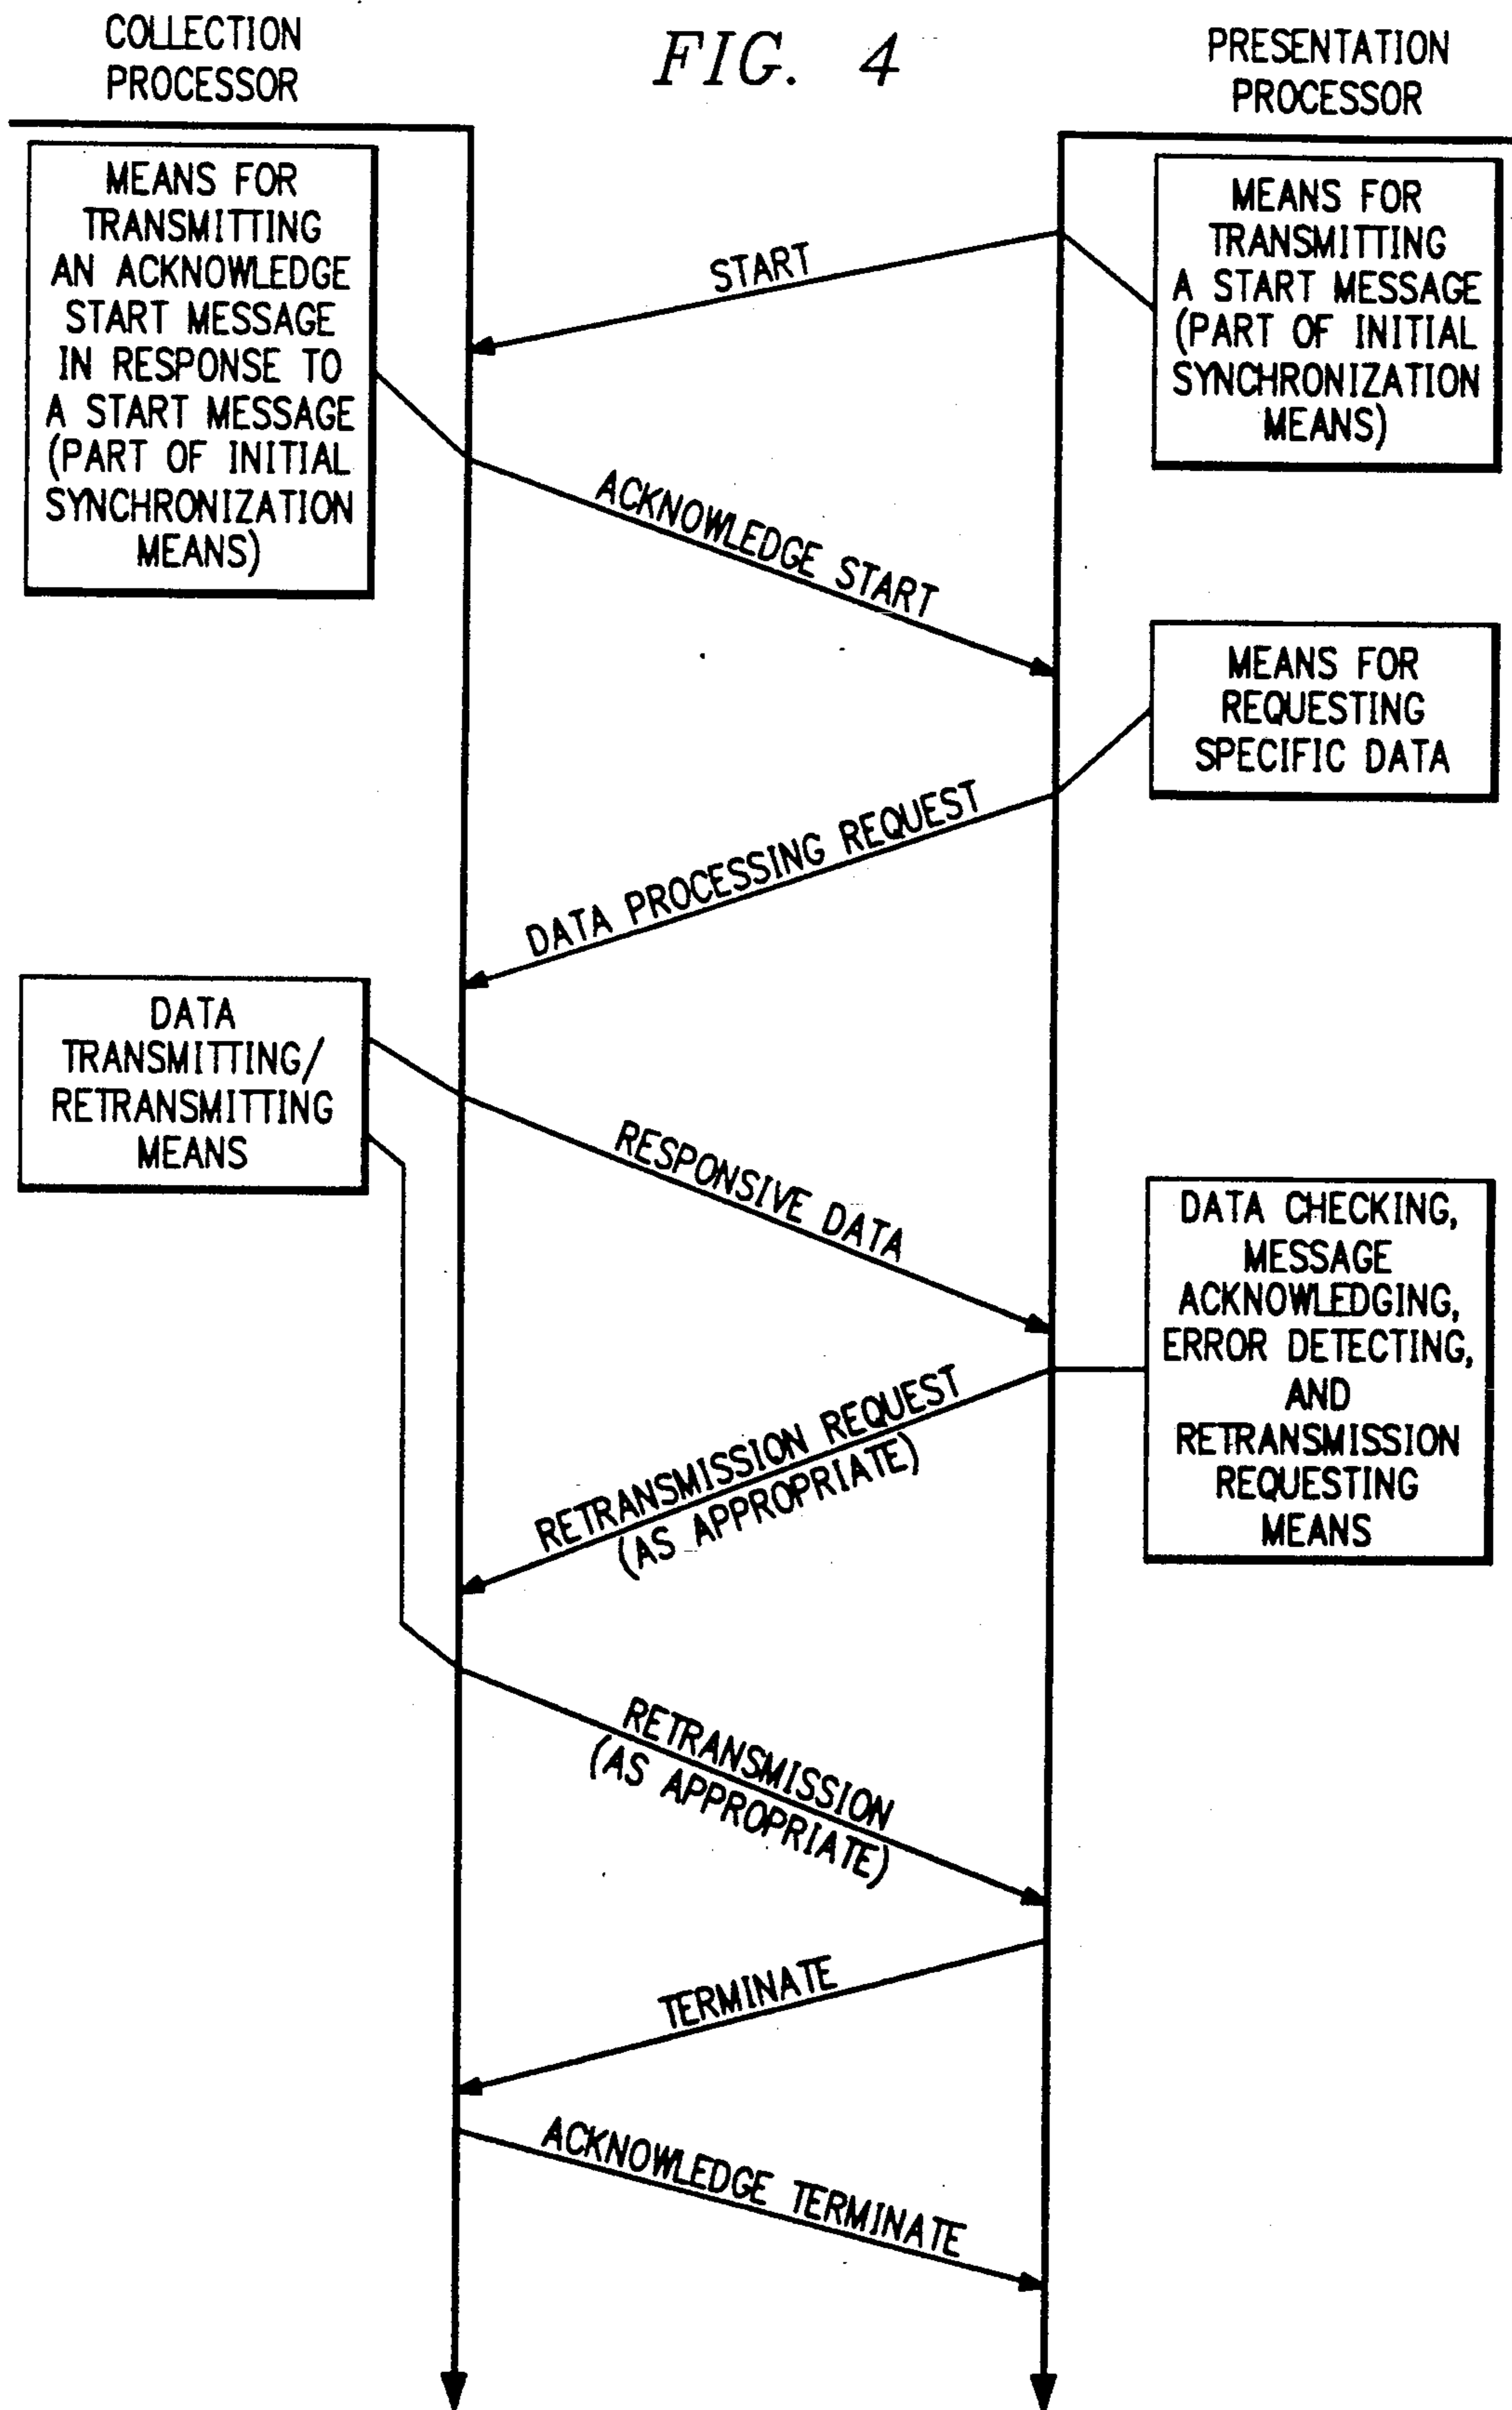 COLLECTION
PROCESSOR
FIG. 4
PRESENTATION
PROCESSOR
MEANS FOR
TRANSMITTING
AN ACKNOWLEDGE
START MESSAGE
IN RESPONSE TO
A START MESSAGE
(PART OF INITIAL
SYNCHRONIZATION
MEANS)
MEANS FOR
TRANSMITTING
A START MESSAGE
(PART OF INITIAL
SYNCHRONIZATION
MEANS)
START
ACKNOWLEDGE START
MEANS FOR
REQUESTING
SPECIFIC DATA
DATA PROCESSING REQUEST
DATA
TRANSMITTING/
RETRANSMITTING
MEANS
RESPONSIVE DATA
DATA CHECKING,
MESSAGE
ACKNOWLEDGING,
ERROR DETECTING,
AND
RETRANSMISSION
REQUESTING
MEANS
RETRANSMISSION REQUEST
(AS APPROPRIATE)
RETRANSMISSION
(AS APPROPRIATE)
TERMINATE
ACKNOWLEDGE TERMINATE